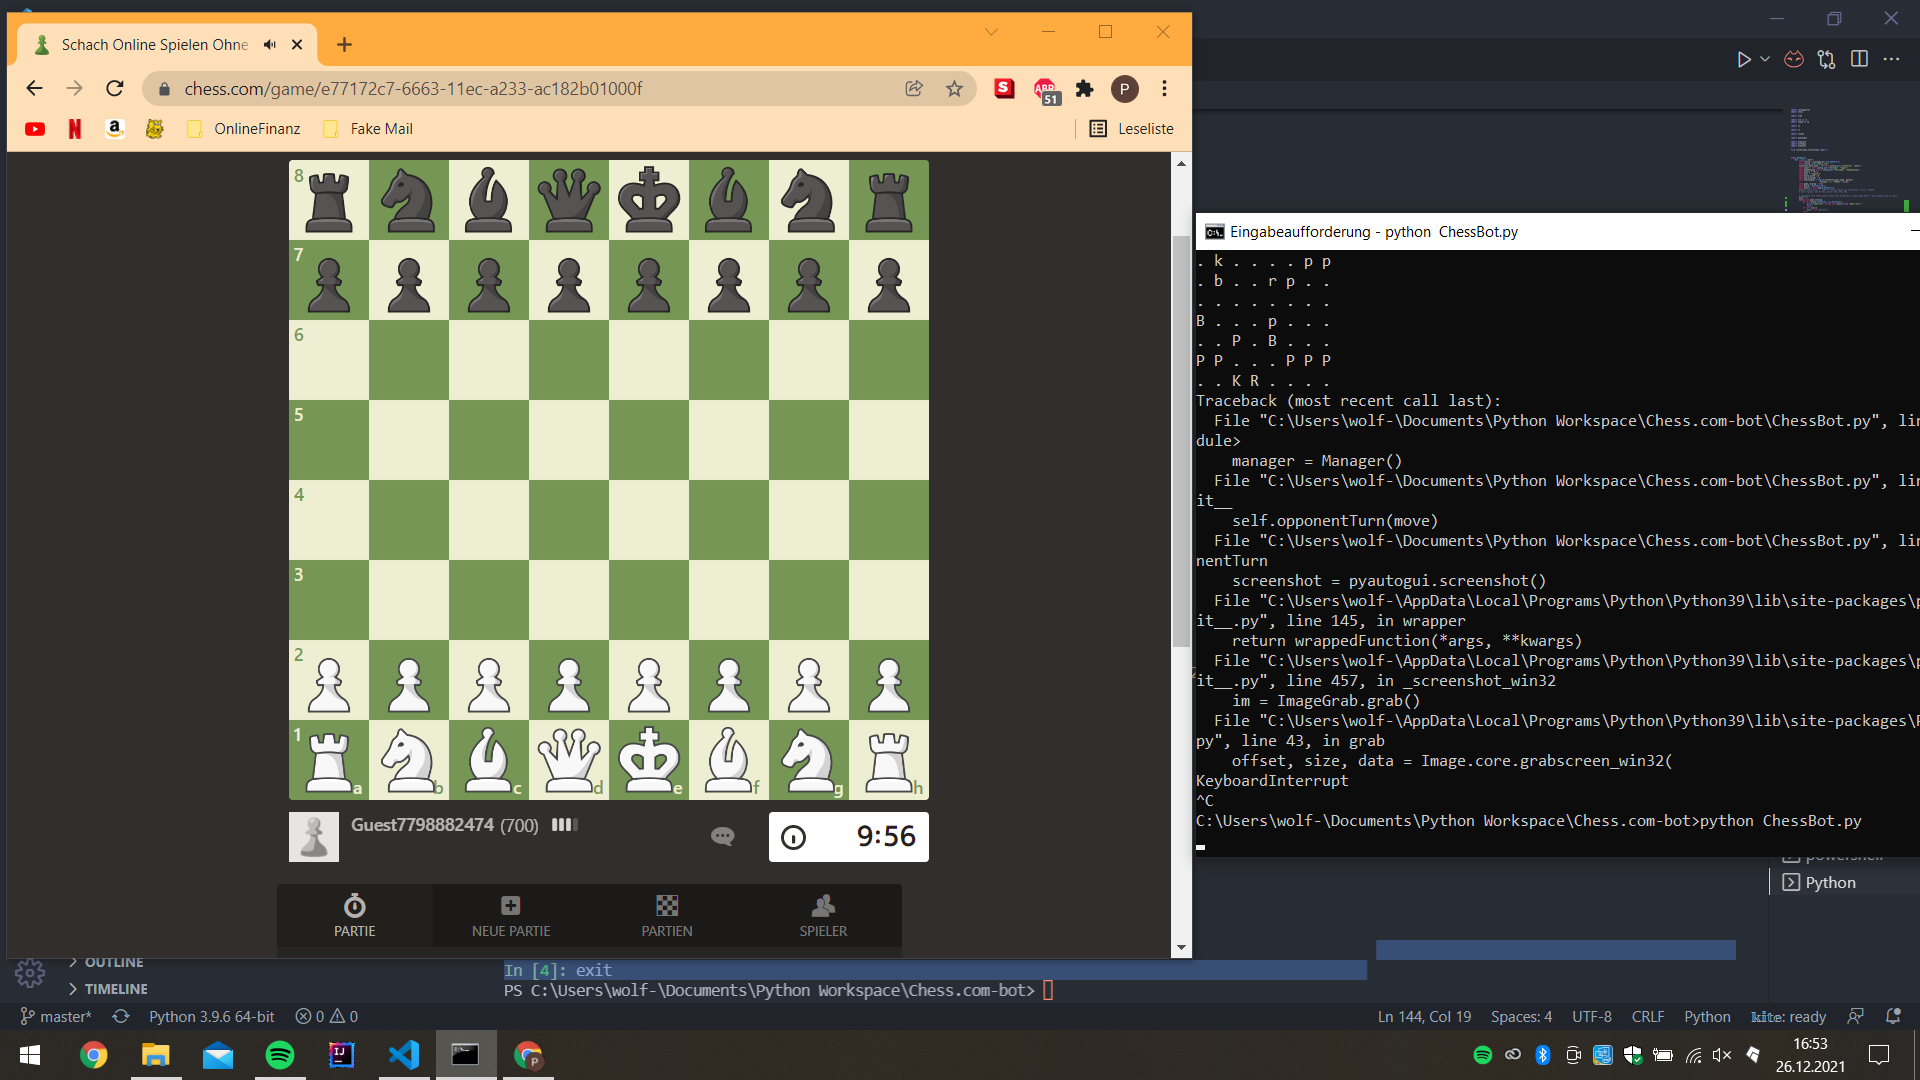 Schach Online Spielen Ohne
chess.com/game/e77172c7-6663-11ec-a233-ac182b01000f
S
ABP
51
P
N
a
OnlineFinanz
Fake Mail
Leseliste
8
7
6
5
4
3
2
1
a b c d e f g h
Guest7798882474 (700)
9:56
PARTIE
NEUE PARTIE
PARTIEN
SPIELER
Eingabeaufforderung - python  ChessBot.py
. k . . . . p p
. b . . r p . .
. . . . . . . .
B . . . p . . .
. . P . B . . .
P P . . . P P P
. . K R . . . .
Traceback (most recent call last):
  File "C:\Users\wolf-\Documents\Python Workspace\Chess.com-bot\ChessBot.py", lin
dule>
    manager = Manager()
  File "C:\Users\wolf-\Documents\Python Workspace\Chess.com-bot\ChessBot.py", lin
it__
    self.opponentTurn(move)
  File "C:\Users\wolf-\Documents\Python Workspace\Chess.com-bot\ChessBot.py", lin
nentTurn
    screenshot = pyautogui.screenshot()
  File "C:\Users\wolf-\AppData\Local\Programs\Python\Python39\lib\site-packages\p
it__.py", line 145, in wrapper
    return wrappedFunction(*args, **kwargs)
  File "C:\Users\wolf-\AppData\Local\Programs\Python\Python39\lib\site-packages\p
it__.py", line 457, in _screenshot_win32
    im = ImageGrab.grab()
  File "C:\Users\wolf-\AppData\Local\Programs\Python\Python39\lib\site-packages\P
py", line 43, in grab
    offset, size, data = Image.core.grabscreen_win32(
KeyboardInterrupt
^C
C:\Users\wolf-\Documents\Python Workspace\Chess.com-bot>python ChessBot.py
powershell
Python
OUTLINE
TIMELINE
In [4]: exit
PS C:\Users\wolf-\Documents\Python Workspace\Chess.com-bot>
master*
Python 3.9.6 64-bit
0
0
Ln 144, Col 19
Spaces: 4
UTF-8
CRLF
Python
kite: ready
IJ
P
16:53
26.12.2021